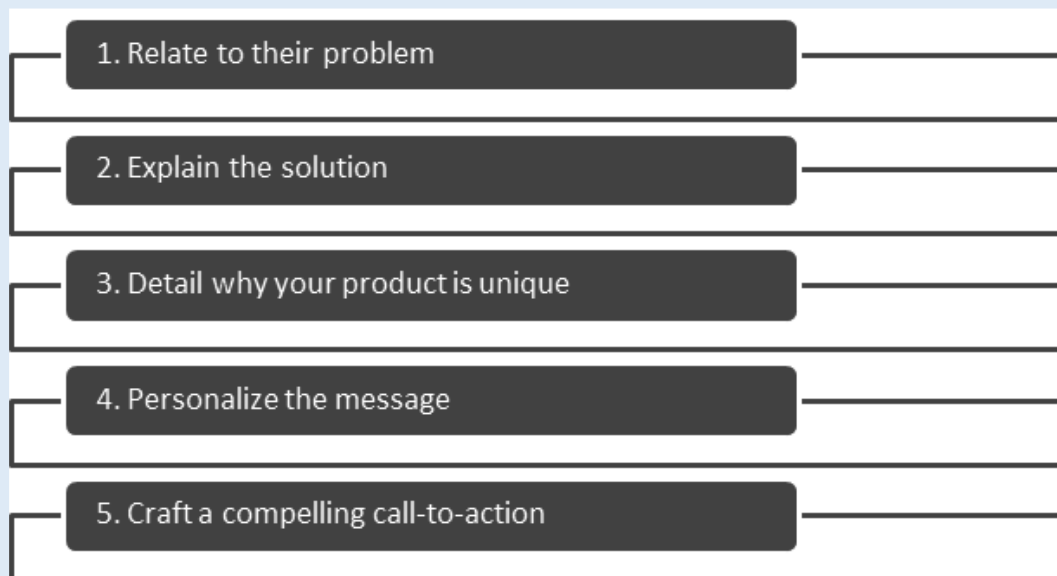 1. Relate to their problem
2. Explain the solution
3. Detail why your product is unique
4. Personalize the message
5. Craft a compelling call-to-action